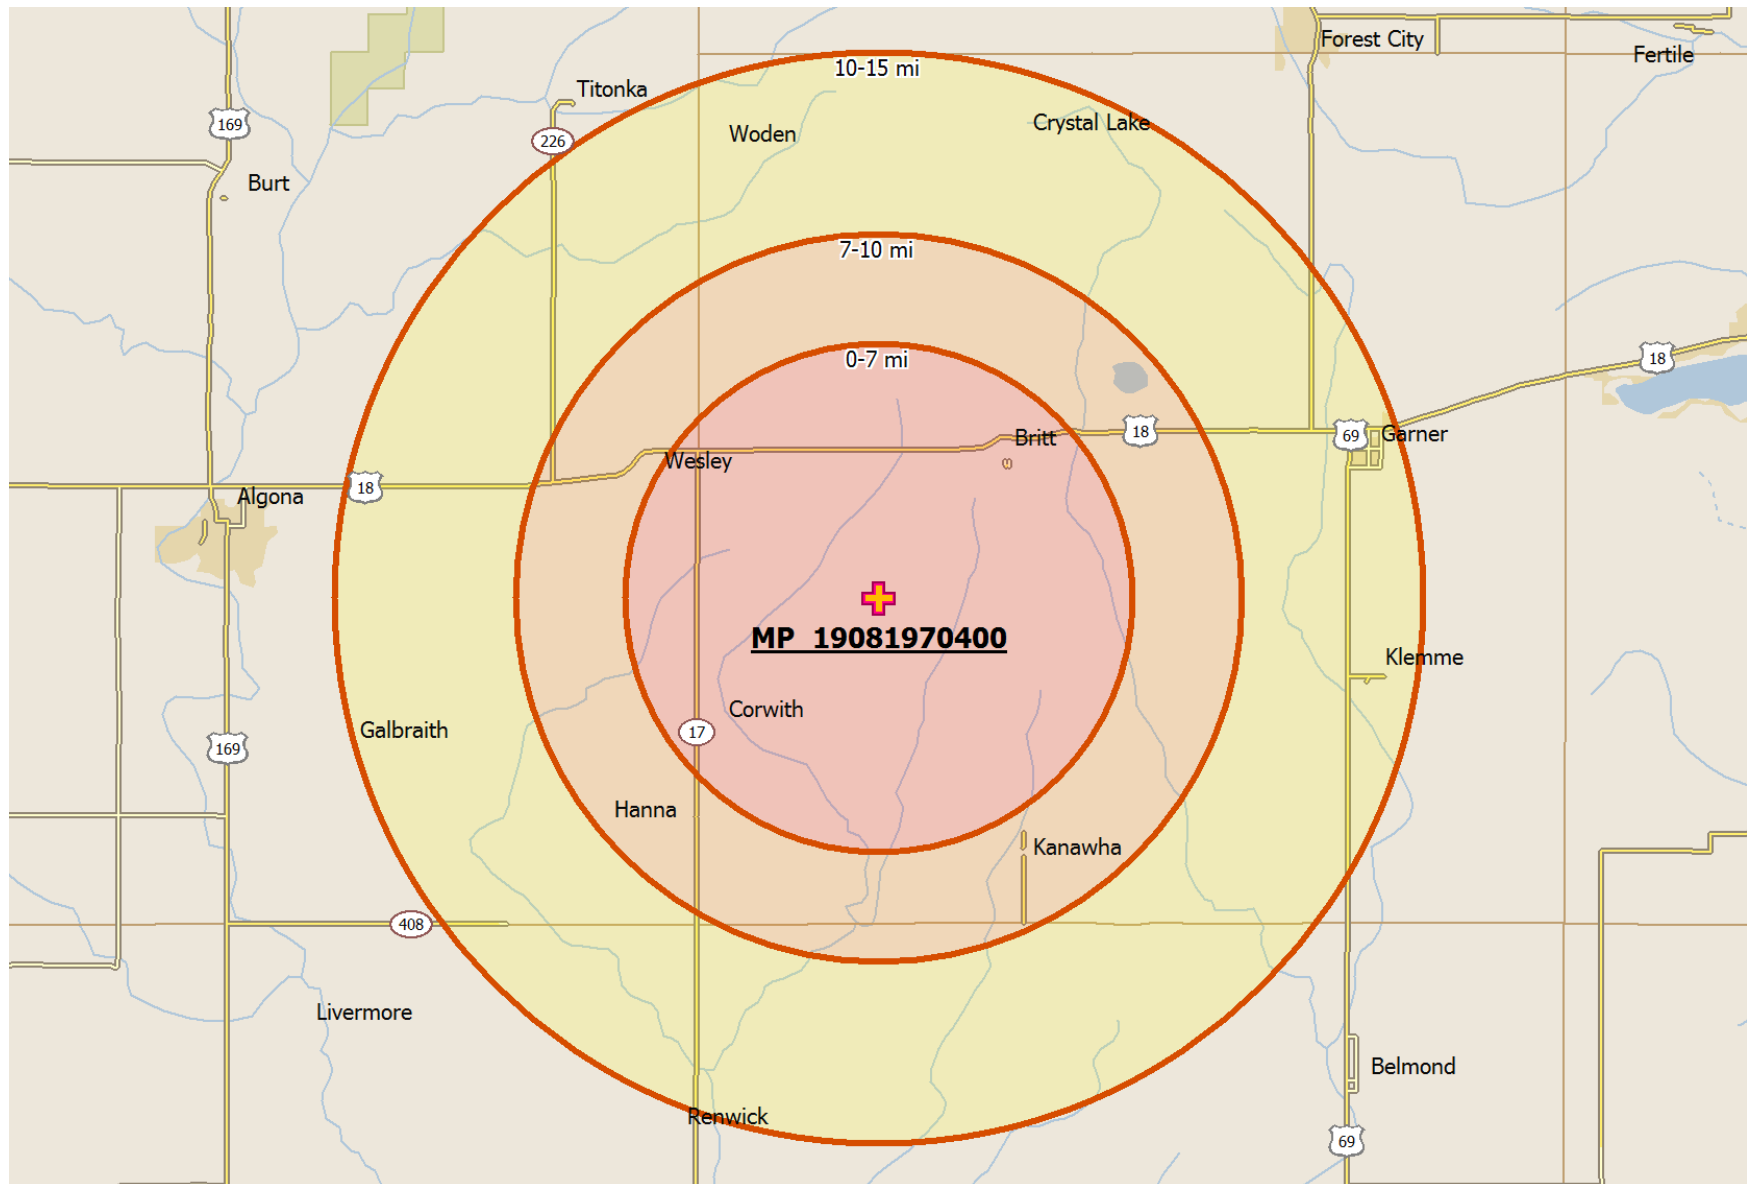 Forest City
Fertile
10-15 mi
Titonka
169
Woden
Crystal Lake
226
Burt
7-10 mi
0-7 mi
18
18
69
Garner
Britt
Wesley
18
Algona
MP_19081970400
Klemme
Corwith
Galbraith
17
169
Hanna
Kanawha
408
Livermore
Belmond
Renwick
69